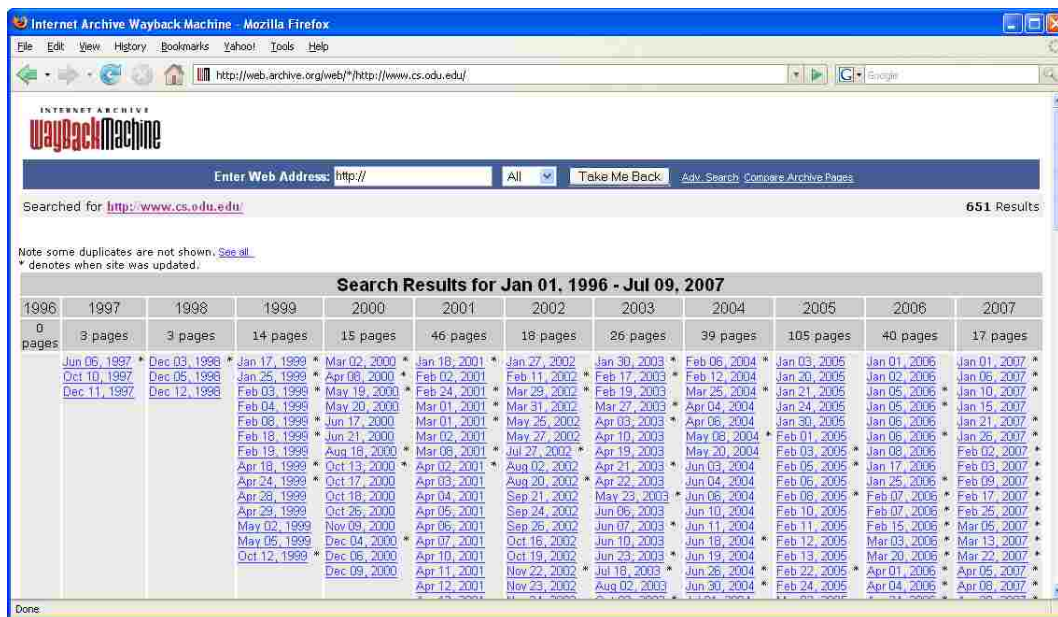 Internet Archive Wayback Machine - Mozilla Firefox
File Edit View History Bookmarks Yahoo! Tools Help
http://web.archive.org/web/*/http://www.cs.odu.edu/ G Google
INTERNET ARCHIVE
WayBackMachine
Enter Web Address: http:// All Take Me Back Adv. Search Compare Archive Pages
Searched for http://www.cs.odu.edu/ 651 Results
Note some duplicates are not shown. See all.
* denotes when site was updated.
Search Results for Jan 01, 1996 - Jul 09, 2007
1996 1997 1998 1999 2000 2001 2002 2003 2004 2005 2006 2007
0 pages 3 pages 3 pages 14 pages 15 pages 46 pages 18 pages 26 pages 39 pages 105 pages 40 pages 17 pages
Jun 06, 1997 * Dec 03, 1998 * Jan 17, 1999 * Mar 02, 2000 * Jan 18, 2001 * Jan 27, 2002 Jan 30, 2003 * Feb 06, 2004 * Jan 03, 2005 Jan 01, 2006 Jan 01, 2007 *
Oct 10, 1997 Dec 05, 1998 Jan 25, 1999 * Apr 08, 2000 * Feb 02, 2001 Feb 11, 2002 * Feb 17, 2003 * Feb 12, 2004 Jan 20, 2005 Jan 02, 2006 Jan 06, 2007 *
Dec 11, 1997 Dec 12, 1998 Feb 03, 1999 * May 19, 2000 * Feb 24, 2001 * Mar 29, 2002 * Feb 19, 2003 Mar 25, 2004 * Jan 21, 2005 Jan 05, 2006 * Jan 10, 2007 *
Feb 04, 1999 May 20, 2000 Mar 01, 2001 * Mar 31, 2002 Mar 27, 2003 * Apr 04, 2004 Jan 24, 2005 Jan 05, 2006 * Jan 15, 2007 *
Feb 08, 1999 * Jun 17, 2000 Mar 01, 2001 * May 25, 2002 Apr 03, 2003 * Apr 06, 2004 Jan 30, 2005 Jan 06, 2006 Jan 21, 2007 *
Feb 18, 1999 * Jun 21, 2000 Mar 02, 2001 May 27, 2002 Apr 10, 2003 May 08, 2004 * Feb 01, 2005 Jan 06, 2006 * Jan 26, 2007 *
Feb 19, 1999 Aug 18, 2000 * Mar 08, 2001 * Jul 27, 2002 * Apr 19, 2003 May 20, 2004 Feb 03, 2005 * Jan 08, 2006 Feb 02, 2007 *
Apr 18, 1999 * Oct 13, 2000 * Apr 02, 2001 * Aug 02, 2002 Apr 21, 2003 * Jun 03, 2004 Feb 05, 2005 * Jan 17, 2006 Feb 03, 2007 *
Apr 24, 1999 * Oct 17, 2000 Apr 03, 2001 Aug 20, 2002 * Apr 22, 2003 Jun 04, 2004 Feb 06, 2005 Jan 25, 2006 * Feb 09, 2007 *
Apr 28, 1999 Oct 18, 2000 Apr 04, 2001 Sep 21, 2002 May 23, 2003 * Jun 06, 2004 Feb 08, 2005 * Feb 07, 2006 * Feb 17, 2007 *
Apr 29, 1999 Oct 26, 2000 Apr 05, 2001 Sep 24, 2002 Jun 06, 2003 Jun 10, 2004 Feb 10, 2005 Feb 07, 2006 * Feb 25, 2007 *
May 02, 1999 Nov 09, 2000 Apr 06, 2001 Sep 26, 2002 Jun 07, 2003 * Jun 11, 2004 Feb 11, 2005 Feb 15, 2006 * Mar 05, 2007 *
May 05, 1999 Dec 04, 2000 * Apr 07, 2001 Oct 16, 2002 Jun 10, 2003 Jun 18, 2004 * Feb 12, 2005 Mar 03, 2006 * Mar 13, 2007 *
Oct 12, 1999 * Dec 06, 2000 Apr 10, 2001 Oct 19, 2002 Jun 23, 2003 * Jun 19, 2004 Feb 13, 2005 Mar 20, 2006 * Mar 22, 2007 *
Dec 09, 2000 Apr 11, 2001 Nov 22, 2002 * Jul 18, 2003 * Jun 26, 2004 * Feb 22, 2005 * Apr 01, 2006 * Apr 05, 2007 *
Apr 12, 2001 Nov 23, 2002 Aug 02, 2003 Jun 30, 2004 * Feb 24, 2005 Apr 04, 2006 * Apr 08, 2007 *
Done